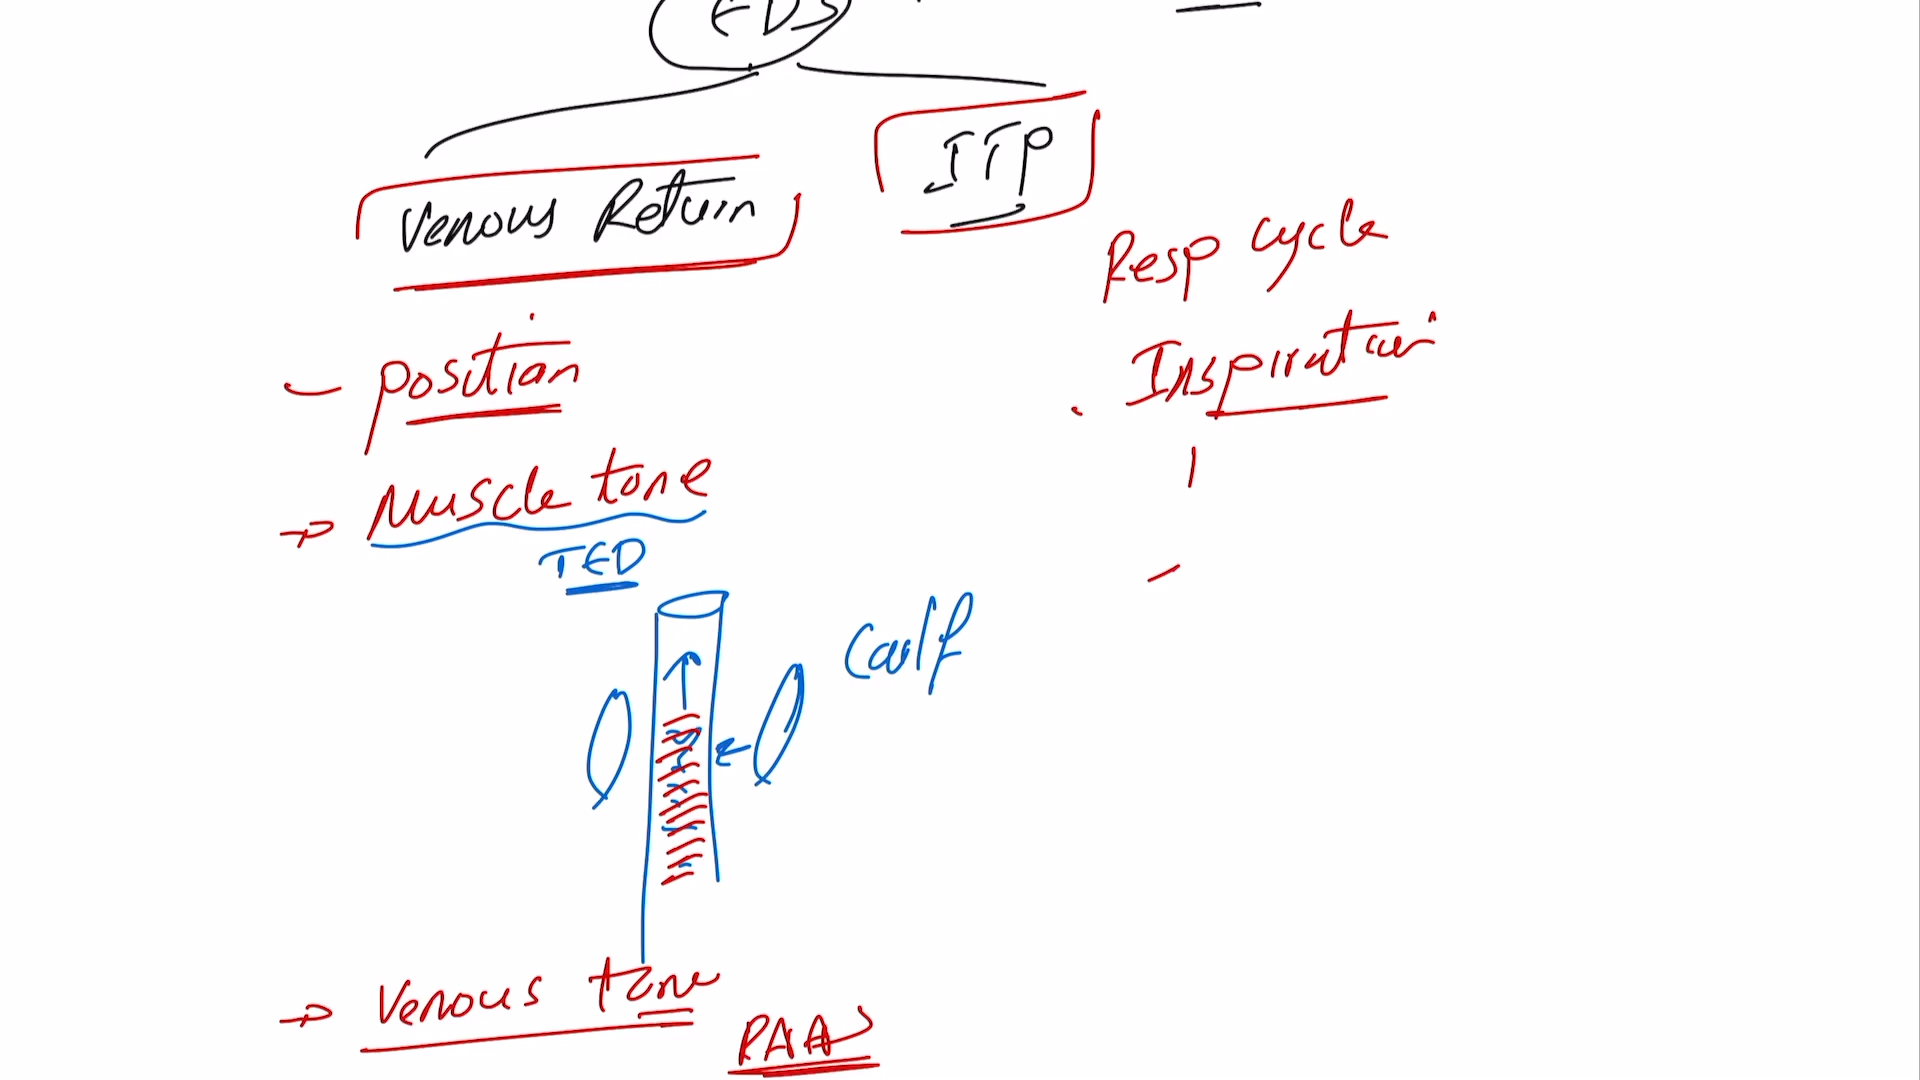 Venous Return
ITP
Resp cycle
Inspiration
Position
Muscle tone
TED
Calf
Venous tone
RAAS